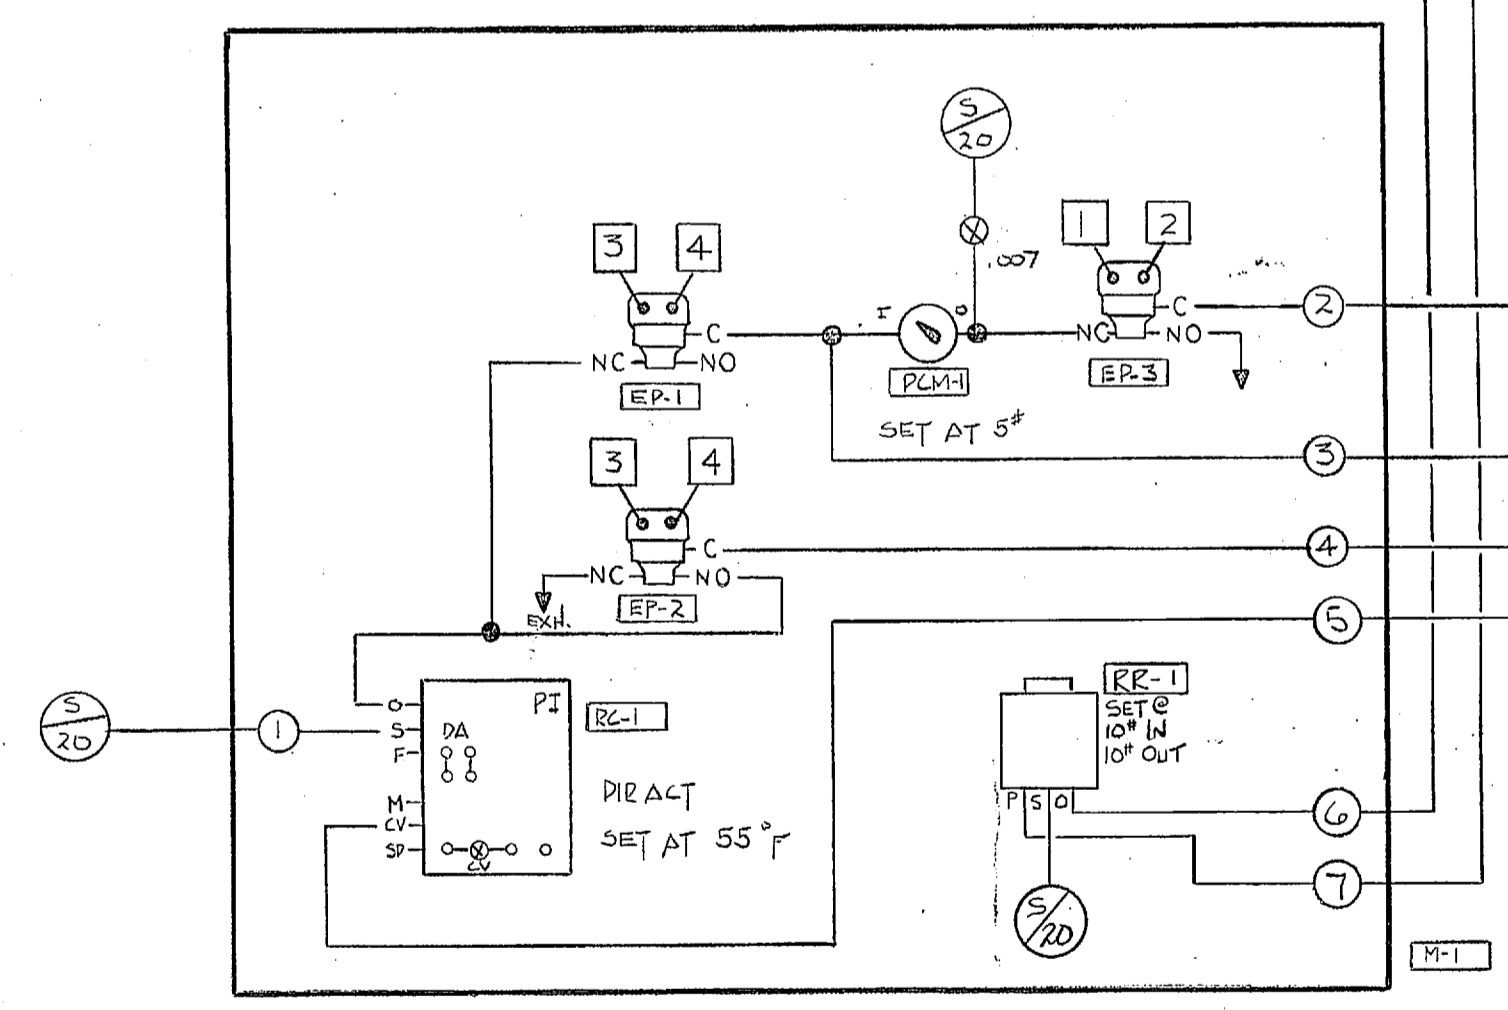 S
20
.007
1 2
3 4
C
I O
C
2
NC NO
NC NO
EP-1
PCM-1
EP-3
SET AT 5#
3 4
3
C
4
NC NO
EXH.
EP-2
5
O
PI
RC-1
RR-1
SET @
10# IN
10# OUT
S
20
1
S
DA
F
M
CV
SP
CV
DIR ACT
SET AT 55°F
P S O
6
7
S
20
M-1